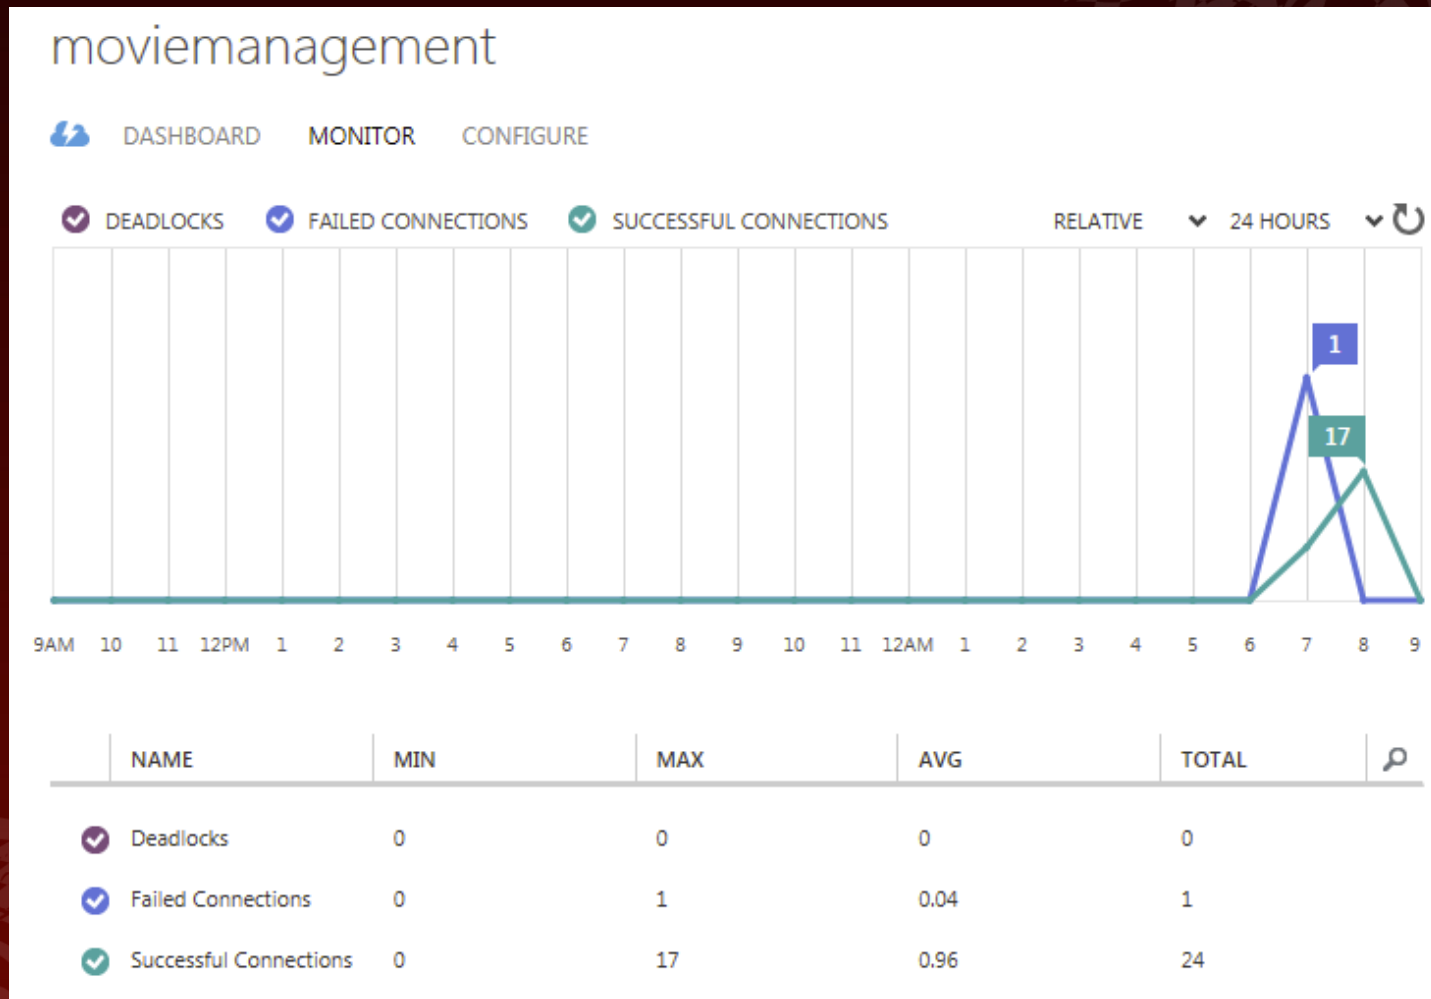 moviemanagement
DASHBOARD MONITOR CONFIGURE
DEADLOCKS FAILED CONNECTIONS SUCCESSFUL CONNECTIONS RELATIVE 24 HOURS
1
17
9AM 10 11 12PM 1 2 3 4 5 6 7 8 9 10 11 12AM 1 2 3 4 5 6 7 8 9
NAME MIN MAX AVG TOTAL
Deadlocks 0 0 0 0
Failed Connections 0 1 0.04 1
Successful Connections 0 17 0.96 24